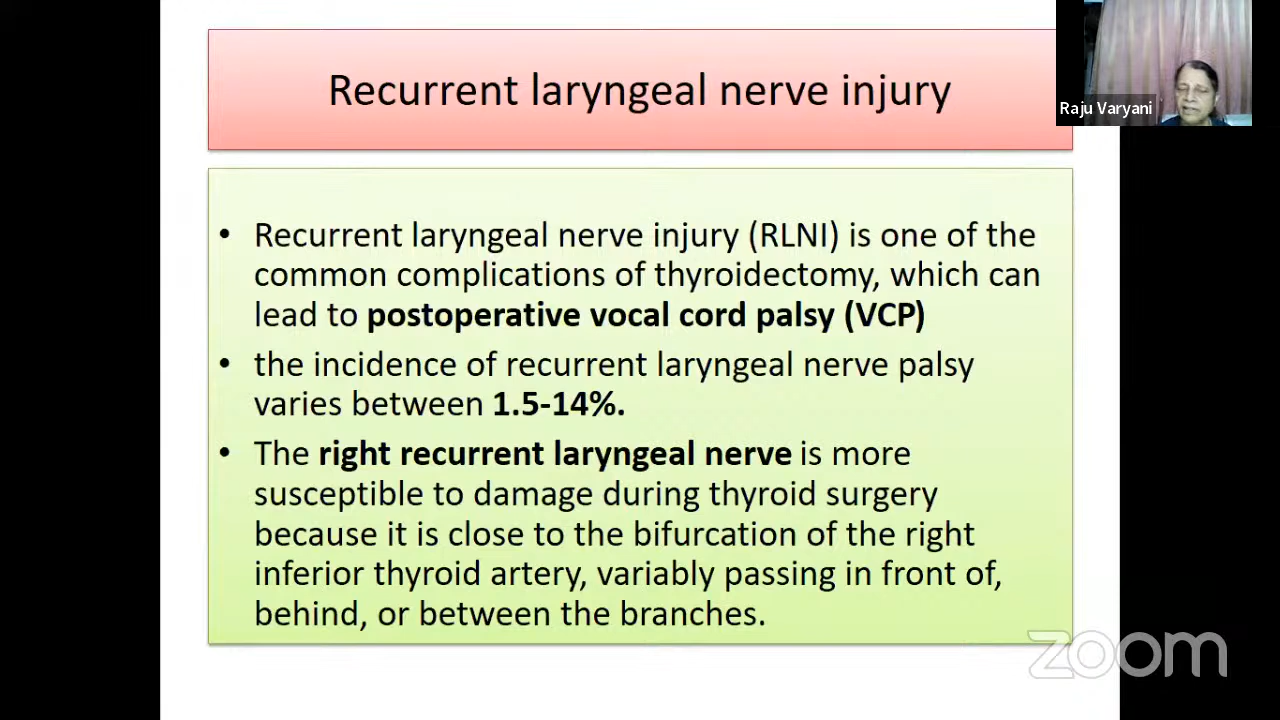 Recurrent laryngeal nerve injury
Raju Varyani
• Recurrent laryngeal nerve injury (RLNI) is one of the
common complications of thyroidectomy, which can
lead to postoperative vocal cord palsy (VCP)
• the incidence of recurrent laryngeal nerve palsy
varies between 1.5-14%.
• The right recurrent laryngeal nerve is more
susceptible to damage during thyroid surgery
because it is close to the bifurcation of the right
inferior thyroid artery, variably passing in front of,
behind, or between the branches.
zoom